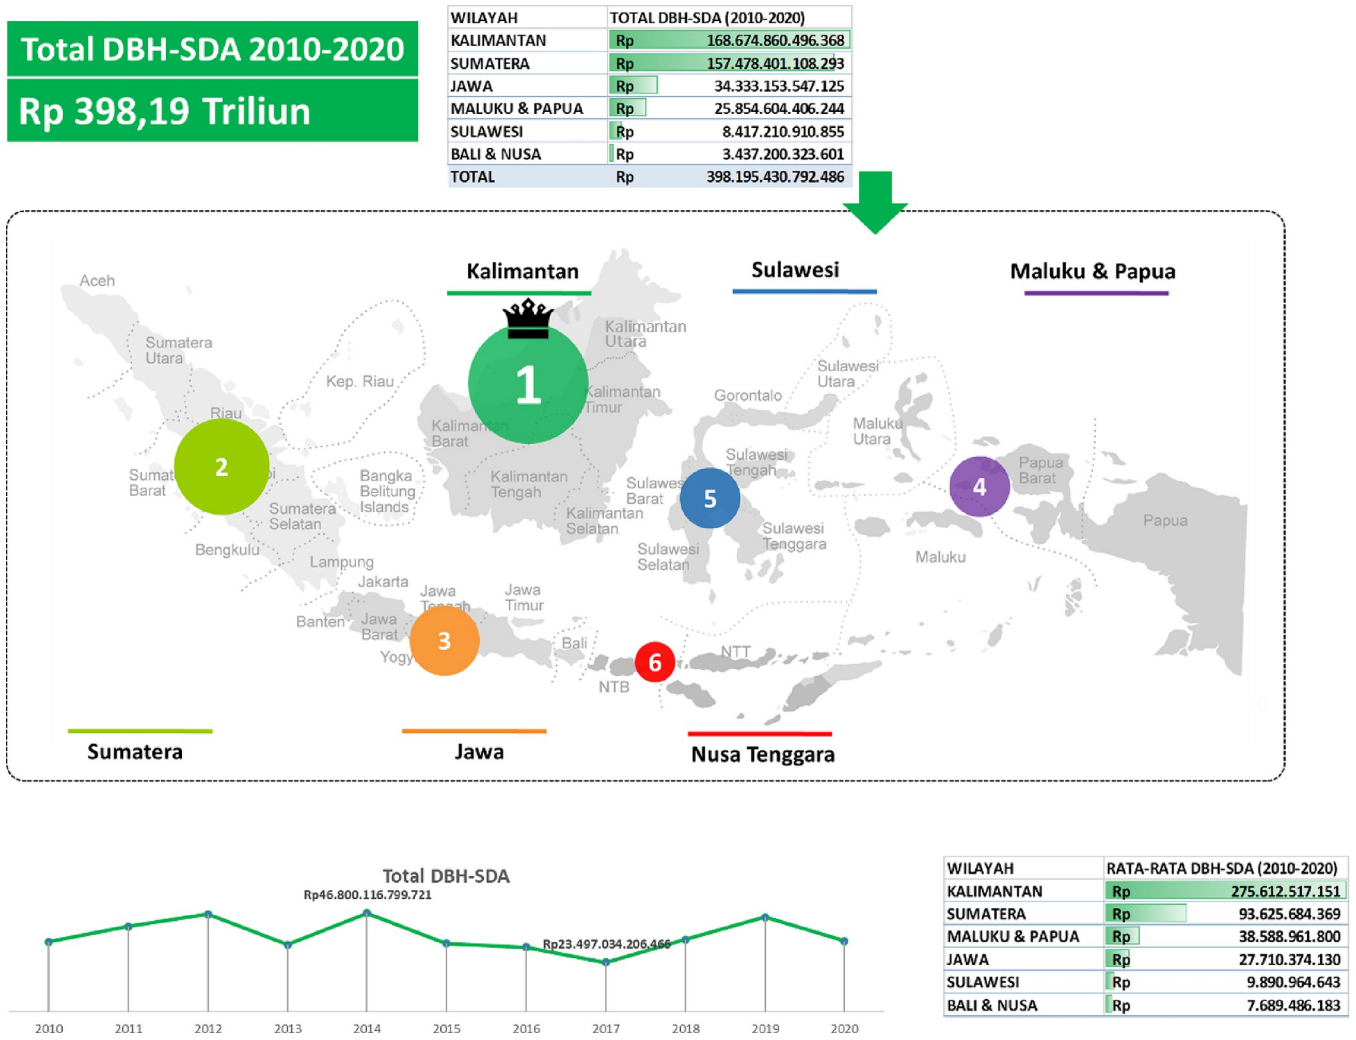 Total DBH-SDA 2010-2020
Rp 398,19 Triliun
WILAYAH TOTAL DBH-SDA (2010-2020)
KALIMANTAN Rp 168.674.860.496.368
SUMATERA Rp 157.478.401.108.293
JAWA Rp 34.333.153.547.125
MALUKU & PAPUA Rp 25.854.604.406.244
SULAWESI Rp 8.417.210.910.855
BALI & NUSA Rp 3.437.200.323.601
TOTAL Rp 398.195.430.792.486
Kalimantan
Sulawesi
Maluku & Papua
Aceh
Sumatera
Utara
Kep. Riau
Riau
Kalimantan
Utara
Kalimantan
Timur
Kalimantan
Barat
Kalimantan
Tengah
Kalimantan
Selatan
1
2
Barat
Sumatera
Selatan
Bangka
Belitung
Islands
Bengkulu
Lampung
Jakarta
Banten
Jawa
Barat
Jawa
Tengah
Jawa
Timur
3
Bali
NTB
6
NTT
Gorontalo
Sulawesi
Utara
Sulawesi
Tengah
Sulawesi
Barat
5
Sulawesi
Tenggara
Sulawesi
Selatan
Maluku
Utara
4
Papua
Barat
Papua
Maluku
Sumatera
Jawa
Nusa Tenggara
Total DBH-SDA
Rp46.800.116.799.721
Rp23.497.034.206.466
2010 2011 2012 2013 2014 2015 2016 2017 2018 2019 2020
WILAYAH RATA-RATA DBH-SDA (2010-2020)
KALIMANTAN Rp 275.612.517.151
SUMATERA Rp 93.625.684.369
MALUKU & PAPUA Rp 38.588.961.800
JAWA Rp 27.710.374.130
SULAWESI Rp 9.890.964.643
BALI & NUSA Rp 7.689.486.183